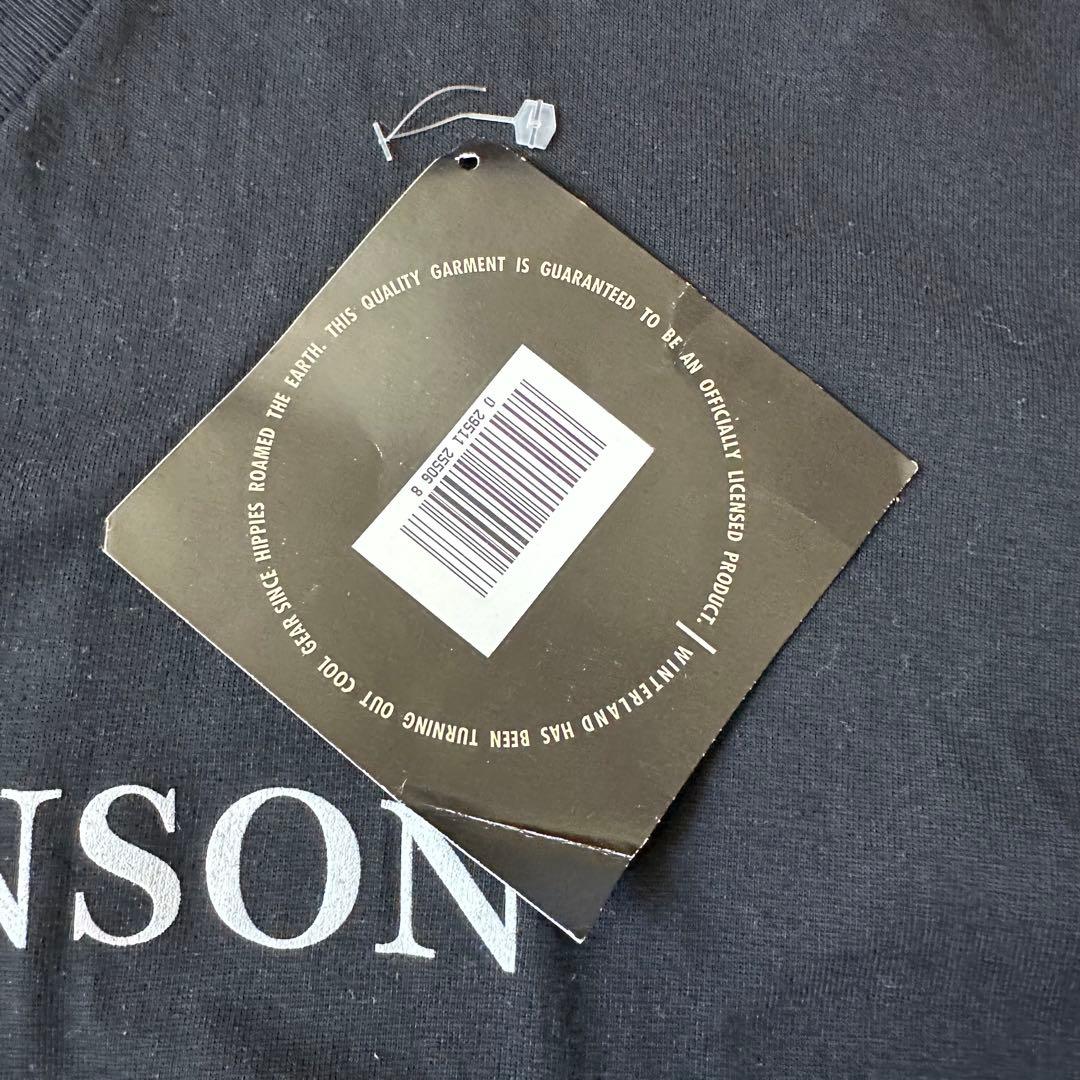 WINTERLAND HAS BEEN TURNING OUT COOL GEAR SINCE HIPPIES ROAMED THE EARTH. THIS QUALITY GARMENT IS GUARANTEED TO BE AN OFFICIALLY LICENSED PRODUCT.
0 29511 25506 8
NSON